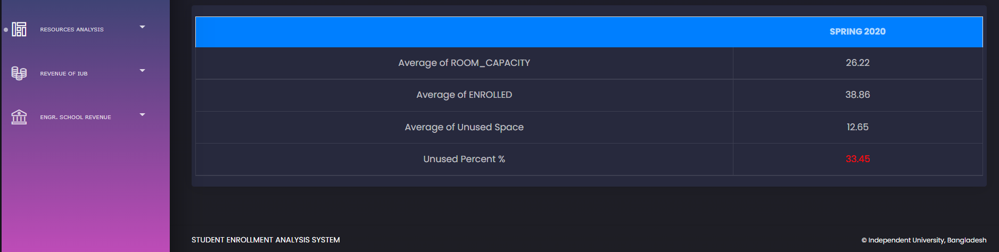 RESOURCES ANALYSIS
REVENUE OF IUB
ENGR. SCHOOL REVENUE
SPRING 2020
Average of ROOM_CAPACITY 26.22
Average of ENROLLED 38.86
Average of Unused Space 12.65
Unused Percent % 33.45
STUDENT ENROLLMENT ANALYSIS SYSTEM
© Independent University, Bangladesh